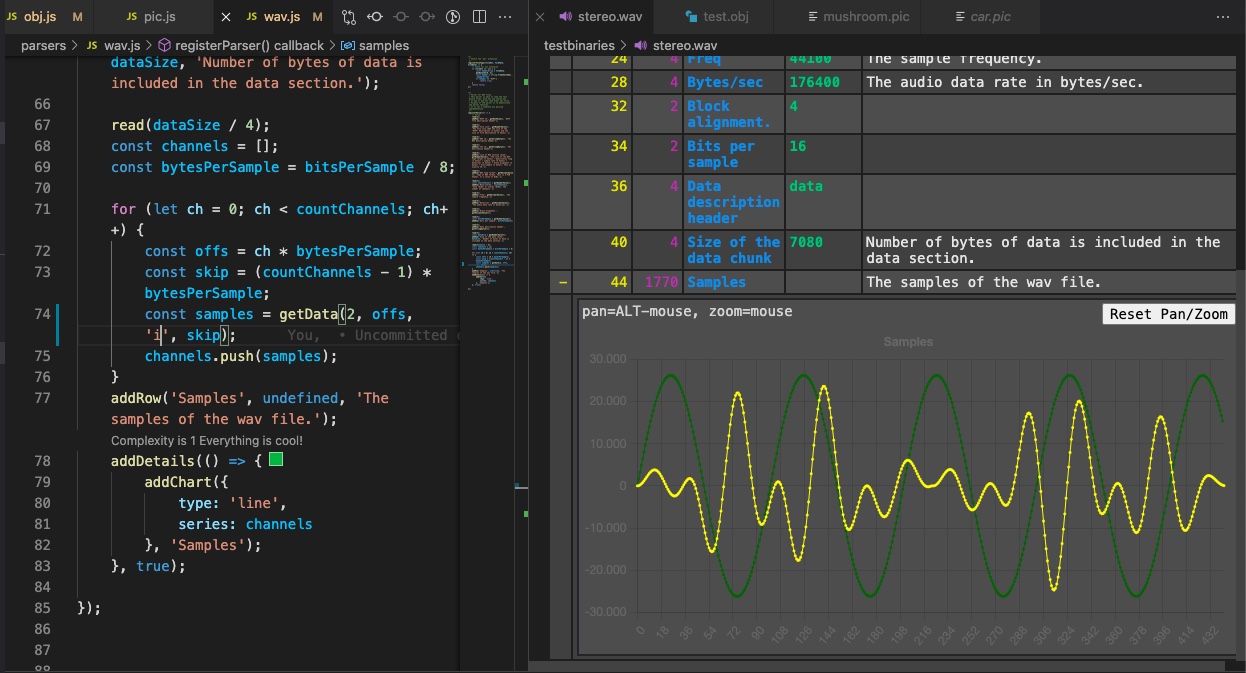 JS obj.js M JS pic.js JS wav.js M
parsers > JS wav.js > registerParser() callback > samples
dataSize, 'Number of bytes of data is
included in the data section.');
66
67 read(dataSize / 4);
68 const channels = [];
69 const bytesPerSample = bitsPerSample / 8;
70
71 for (let ch = 0; ch < countChannels; ch+
+) {
72 const offs = ch * bytesPerSample;
73 const skip = (countChannels - 1) *
bytesPerSample;
74 const samples = getData(2, offs,
'i', skip); You, • Uncommitted c
75 channels.push(samples);
76 }
77 addRow('Samples', undefined, 'The
samples of the wav file.');
Complexity is 1 Everything is cool!
78 addDetails(() => {
79 addChart({
80 type: 'line',
81 series: channels
82 }, 'Samples');
83 }, true);
84
85 });
86
87
88
stereo.wav test.obj mushroom.pic car.pic
testbinaries > stereo.wav
24 4 Freq 44100 The sample frequency.
28 4 Bytes/sec 176400 The audio data rate in bytes/sec.
32 2 Block 4
alignment.
34 2 Bits per 16
sample
36 4 Data data
description
header
40 4 Size of the 7080 Number of bytes of data is included in the
data chunk data section.
– 44 1770 Samples The samples of the wav file.
pan=ALT-mouse, zoom=mouse Reset Pan/Zoom
Samples
30.000
20.000
10.000
0
-10.000
-20.000
-30.000
0 18 36 54 72 90 108 126 144 162 180 198 216 234 252 270 288 306 324 342 360 378 396 414 432